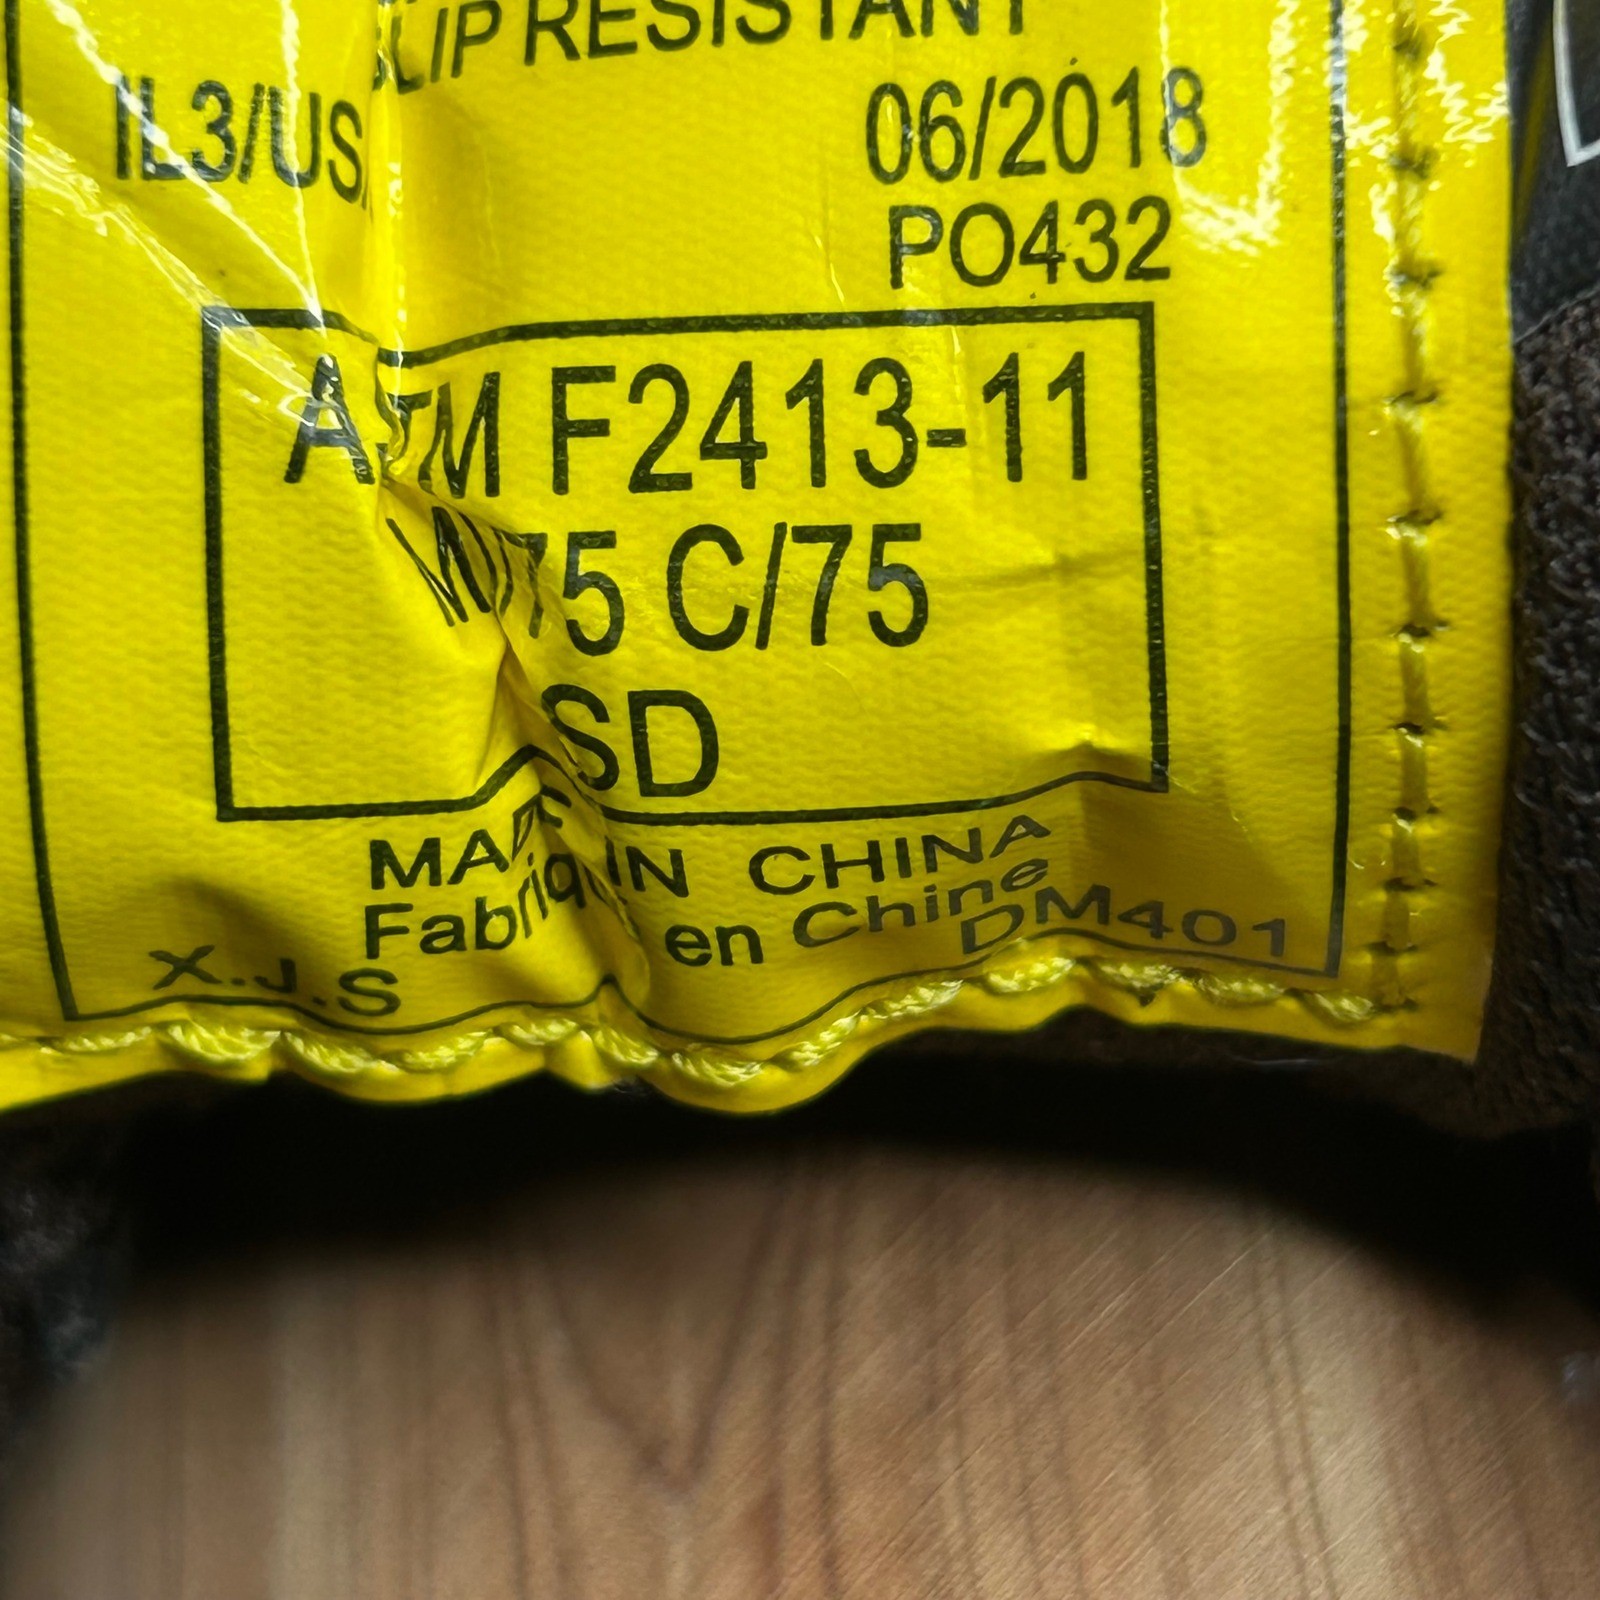 SLIP RESISTANT
IL3/USA 06/2018
PO432
ASTM F2413-11
M/75 C/75
SD
MADE IN CHINA
Fabriqué en Chine
X.J.S DM401